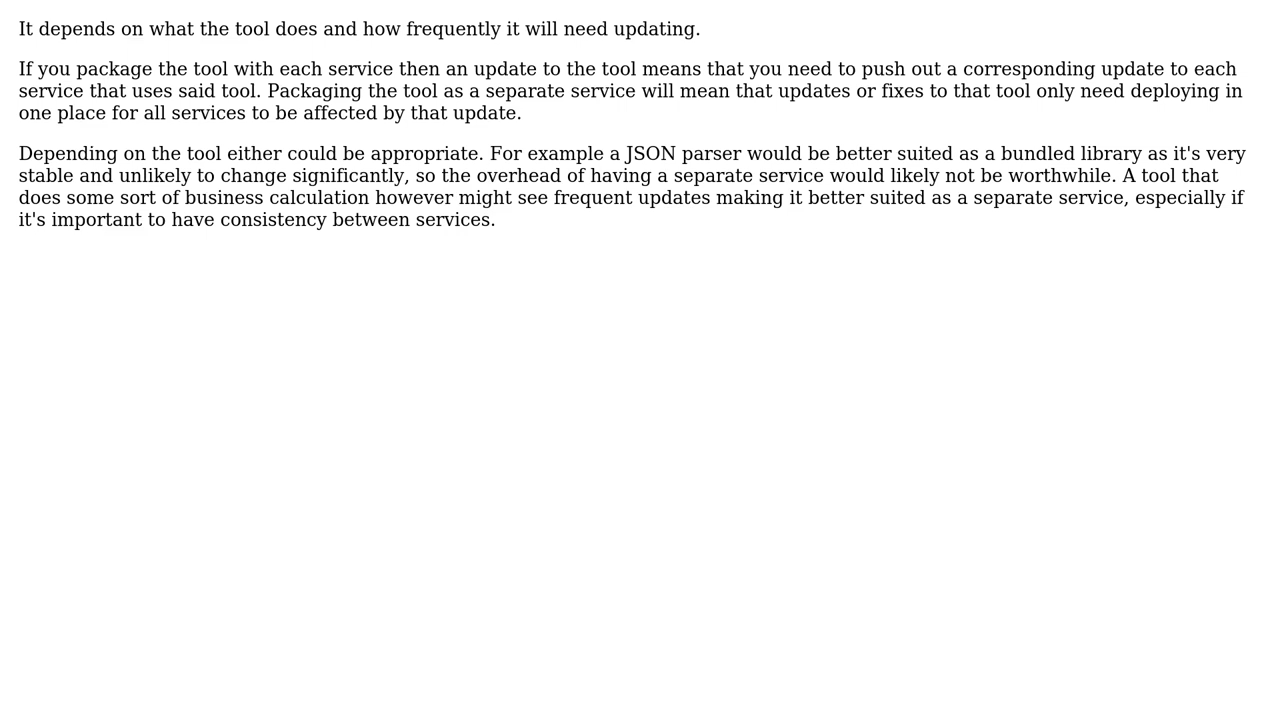 It depends on what the tool does and how frequently it will need updating.
If you package the tool with each service then an update to the tool means that you need to push out a corresponding update to each
service that uses said tool. Packaging the tool as a separate service will mean that updates or fixes to that tool only need deploying in
one place for all services to be affected by that update.
Depending on the tool either could be appropriate. For example a JSON parser would be better suited as a bundled library as it's very
stable and unlikely to change significantly, so the overhead of having a separate service would likely not be worthwhile. A tool that
does some sort of business calculation however might see frequent updates making it better suited as a separate service, especially if
it's important to have consistency between services.